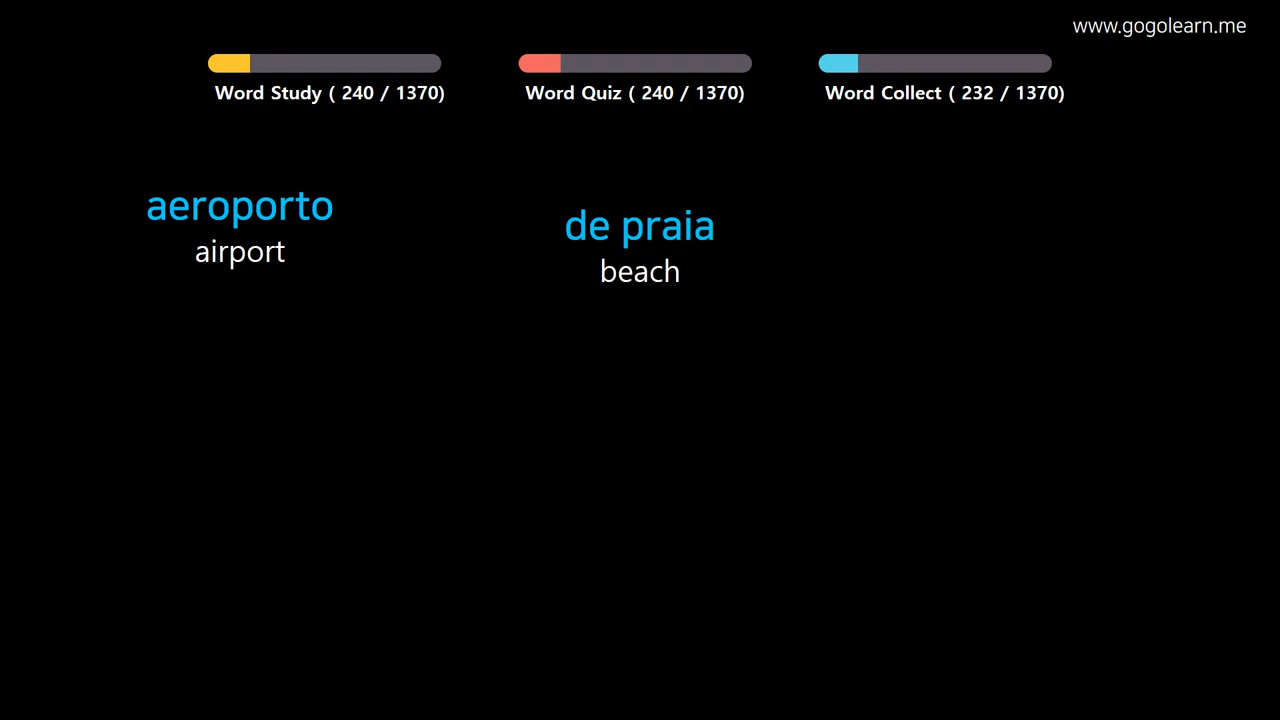 www.gogolearn.me
Word Study ( 240 / 1370)
Word Quiz ( 240 / 1370)
Word Collect ( 232 / 1370)
aeroporto
airport
de praia
beach